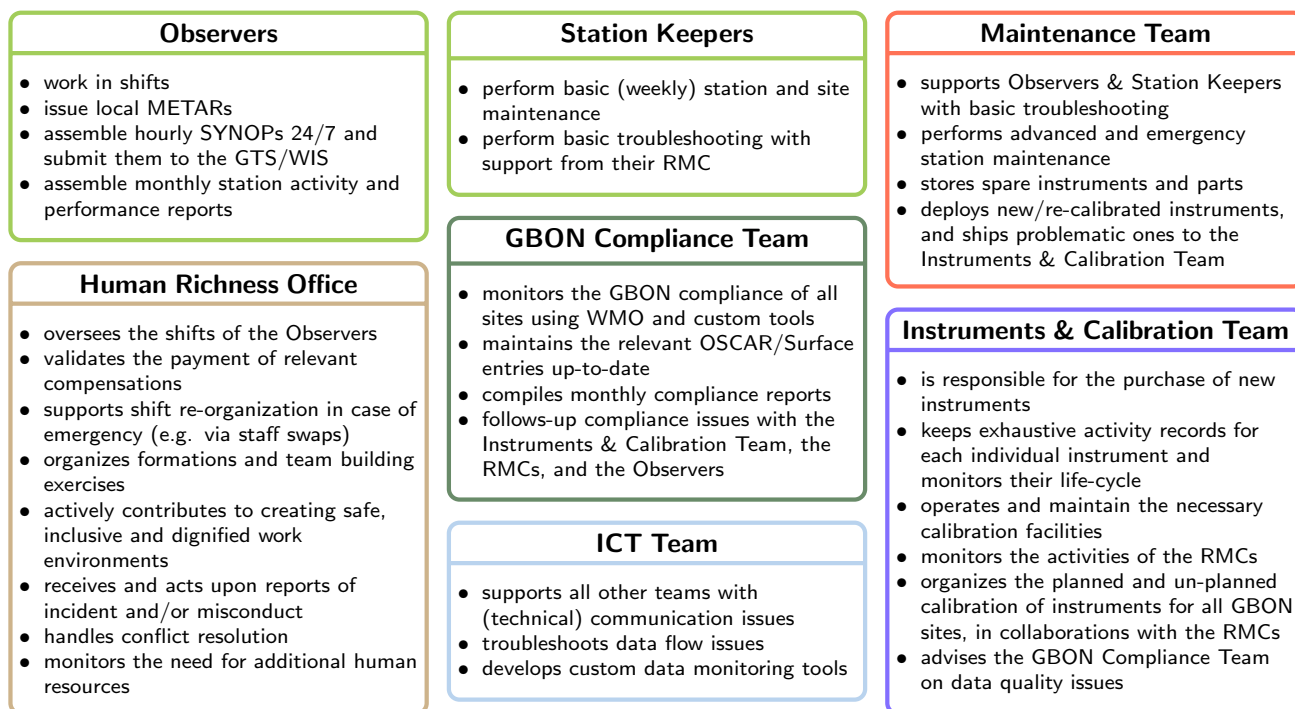 Observers
• work in shifts
• issue local METARs
• assemble hourly SYNOPs 24/7 and
submit them to the GTS/WIS
• assemble monthly station activity and
performance reports
Human Richness Office
• oversees the shifts of the Observers
• validates the payment of relevant
compensations
• supports shift re-organization in case of
emergency (e.g. via staff swaps)
• organizes formations and team building
exercises
• actively contributes to creating safe,
inclusive and dignified work
environments
• receives and acts upon reports of
incident and/or misconduct
• handles conflict resolution
• monitors the need for additional human
resources
Station Keepers
• perform basic (weekly) station and site
maintenance
• perform basic troubleshooting with
support from their RMC
GBON Compliance Team
• monitors the GBON compliance of all
sites using WMO and custom tools
• maintains the relevant OSCAR/Surface
entries up-to-date
• compiles monthly compliance reports
• follows-up compliance issues with the
Instruments & Calibration Team, the
RMCs, and the Observers
ICT Team
• supports all other teams with
(technical) communication issues
• troubleshoots data flow issues
• develops custom data monitoring tools
Maintenance Team
• supports Observers & Station Keepers
with basic troubleshooting
• performs advanced and emergency
station maintenance
• stores spare instruments and parts
• deploys new/re-calibrated instruments,
and ships problematic ones to the
Instruments & Calibration Team
Instruments & Calibration Team
• is responsible for the purchase of new
instruments
• keeps exhaustive activity records for
each individual instrument and
monitors their life-cycle
• operates and maintain the necessary
calibration facilities
• monitors the activities of the RMCs
• organizes the planned and un-planned
calibration of instruments for all GBON
sites, in collaborations with the RMCs
• advises the GBON Compliance Team
on data quality issues